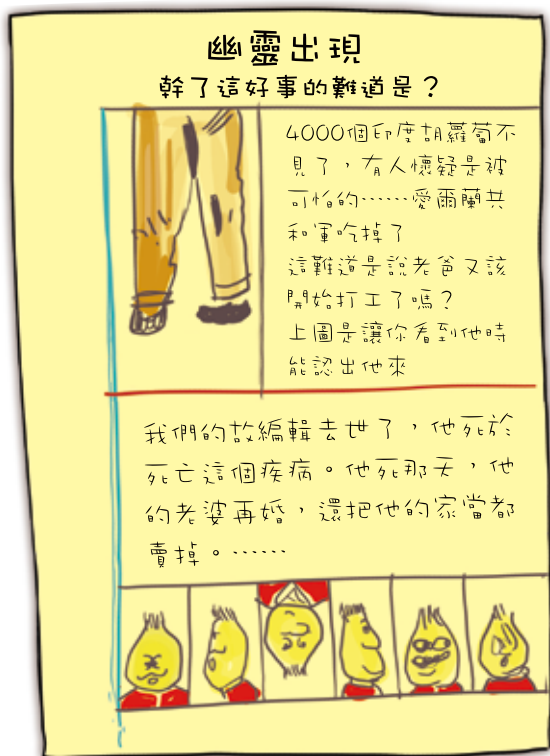 幽靈出現
幹了這好事的難道是？
4000個印度胡蘿蔔不
見了，有人懷疑是被
可怕的……愛爾蘭共
和軍吃掉了
這難道是說老爸又該
開始打工了嗎？
上圖是讓你看到他時
能認出他來
我們的故編輯去世了，他死於
死亡這個疾病。他死那天，他
的老婆再婚，還把他的家當都
賣掉。……